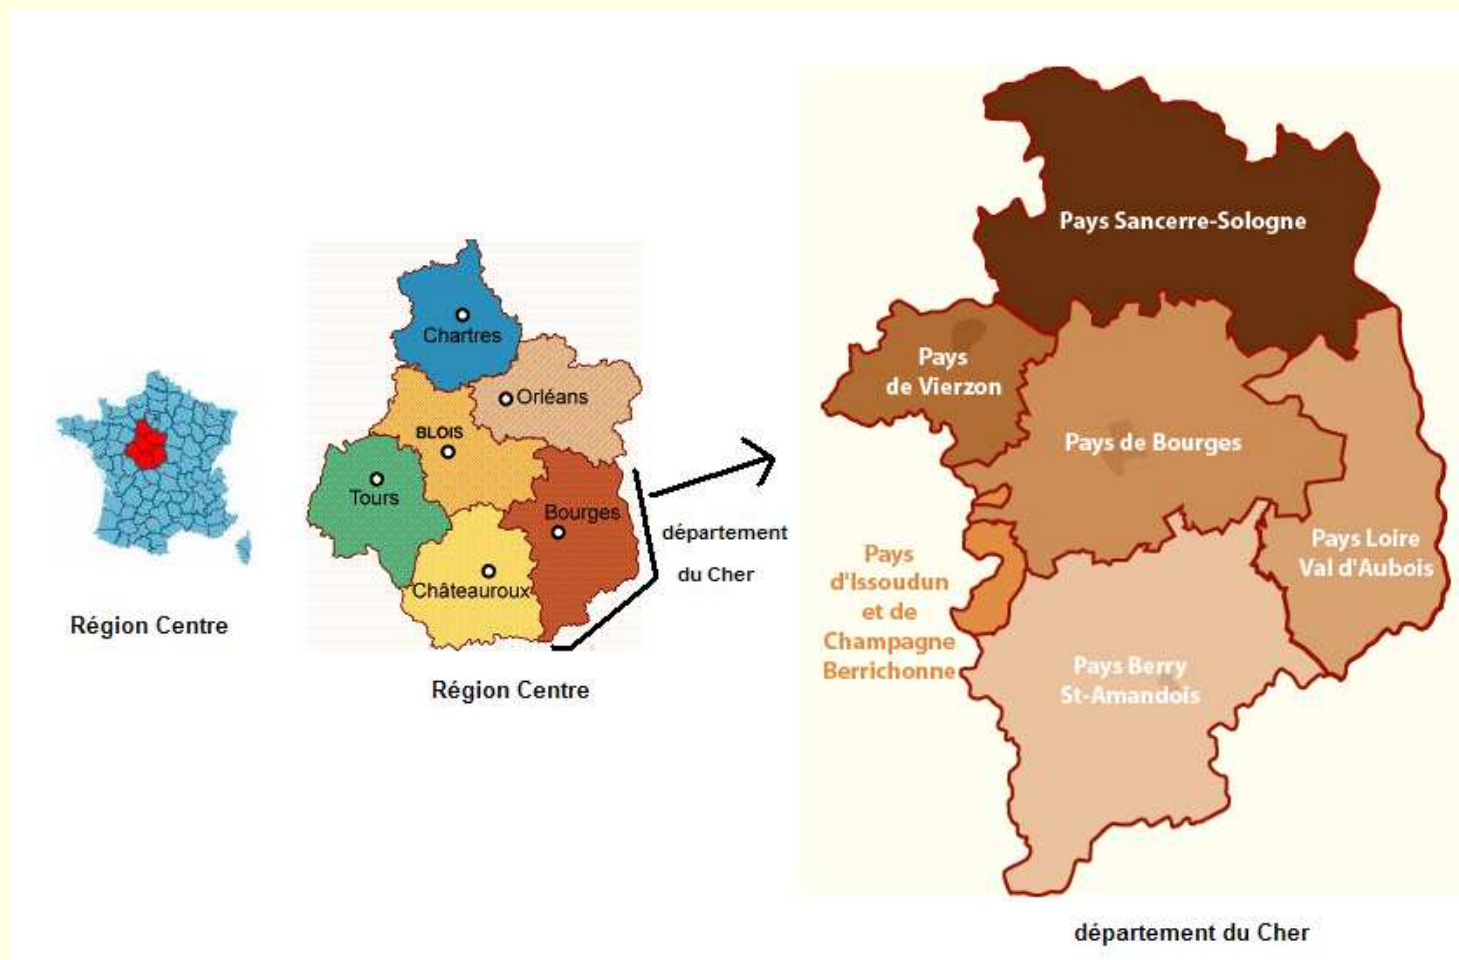 Région Centre
Chartres
Orléans
BLOIS
Tours
Bourges
Châteauroux
Région Centre
département
du Cher
Pays Sancerre-Sologne
Pays
de Vierzon
Pays de Bourges
Pays Loire
Val d'Aubois
Pays
d'Issoudun
et de
Champagne
Berrichonne
Pays Berry
St-Amandois
département du Cher